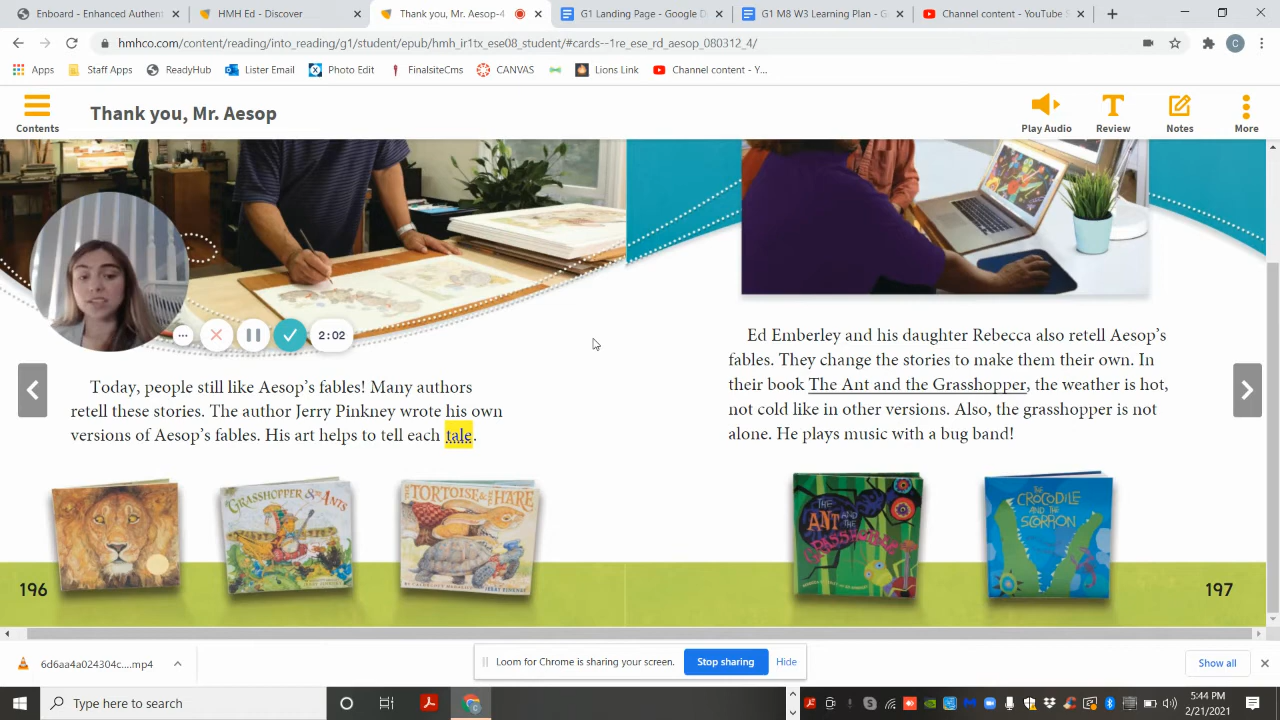 Enboard - Enhanced Authent
HMH Ed - Discover
Thank you, Mr. Aesop-4
G1 Landing Page - Google D
G1 M8 W3 Learning Plan - G
Channel content - YouTube S
hmhco.com/content/reading/into_reading/g1/student/epub/hmh_ir1tx_ese08_student/#cards--1re_ese_rd_aesop_080312_4/
C
Apps
Staff Apps
ReadyHub
Lister Email
Photo Edit
FinalsiteCms
CANVAS
Lions Link
Channel content - Y...
Contents
Thank you, Mr. Aesop
Play Audio
Review
Notes
More
2:02
Today, people still like Aesop's fables! Many authors
retell these stories. The author Jerry Pinkney wrote his own
versions of Aesop's fables. His art helps to tell each tale.
Ed Emberley and his daughter Rebecca also retell Aesop's
fables. They change the stories to make them their own. In
their book The Ant and the Grasshopper, the weather is hot,
not cold like in other versions. Also, the grasshopper is not
alone. He plays music with a bug band!
GRASSHOPPER & THE ANTS
THE TORTOISE & THE HARE
JERRY PINKNEY
THE ANT AND THE GRASSHOPPER
THE CROCODILE AND THE SCORPION
196
197
6d6aa4a024304c....mp4
Loom for Chrome is sharing your screen.
Stop sharing
Hide
Show all
Type here to search
5:44 PM
2/21/2021